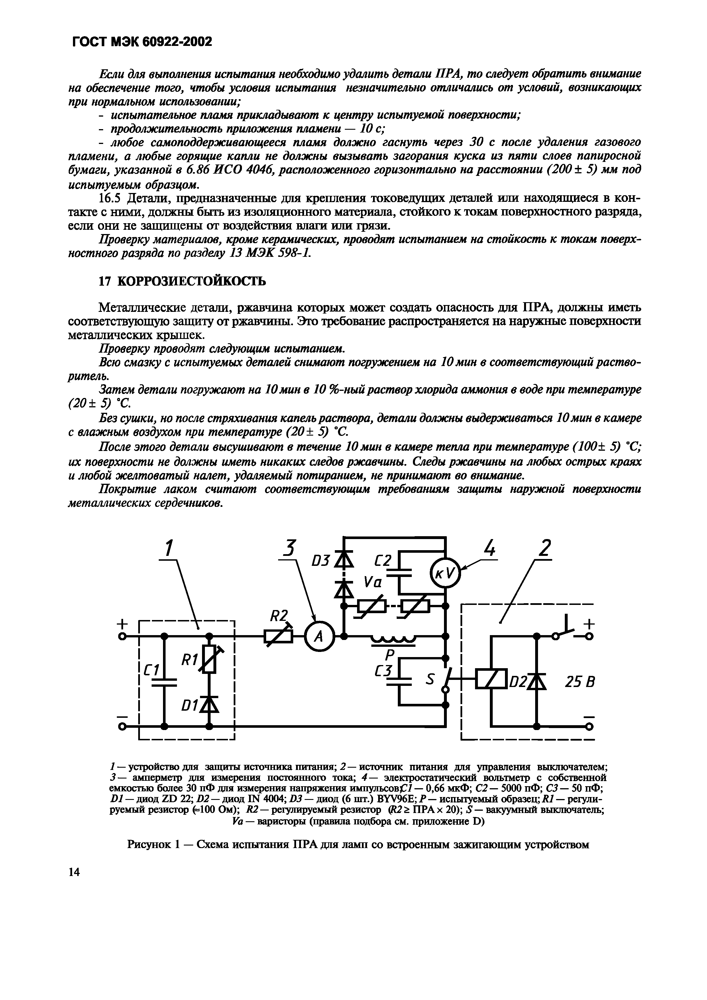 ГОСТ МЭК 60922-2002
Если для выполнения испытания необходимо удалить детали ПРА, то следует обратить внимание
на обеспечение того, чтобы условия испытания незначительно отличались от условий, возникающих
при нормальном использовании;
- испытательное пламя прикладывают к центру испытуемой поверхности;
- продолжительность приложения пламени — 10 с;
- любое самоподдерживающееся пламя должно гаснуть через 30 с после удаления газового
пламени, а любые горящие капли не должны вызывать загорания куска из пяти слоев папиросной
бумаги, указанной в 6.86 ИСО 4046, расположенного горизонтально на расстоянии (200 ± 5) мм под
испытуемым образцом.
16.5 Детали, предназначенные для крепления токоведущих деталей или находящиеся в кон-
такте с ними, должны быть из изоляционного материала, стойкого к токам поверхностного разряда,
если они не защищены от воздействия влаги или грязи.
Проверку материалов, кроме керамических, проводят испытанием на стойкость к токам поверх-
ностного разряда по разделу 13 МЭК 598-1.
17 КОРРОЗИЕСТОЙКОСТЬ
Металлические детали, ржавчина которых может создать опасность для ПРА, должны иметь
соответствующую защиту от ржавчины. Это требование распространяется на наружные поверхности
металлических крышек.
Проверку проводят следующим испытанием.
Всю смазку с испытуемых деталей снимают погружением на 10 мин в соответствующий раство-
ритель.
Затем детали погружают на 10 мин в 10 %-ный раствор хлорида аммония в воде при температуре
(20 ± 5) °С.
Без сушки, но после стряхивания капель раствора, детали должны выдерживаться 10 мин в камере
с влажным воздухом при температуре (20 ± 5) °С.
После этого детали высушивают в течение 10 мин в камере тепла при температуре (100 ± 5) °С;
их поверхности не должны иметь никаких следов ржавчины. Следы ржавчины на любых острых краях
и любой желтоватый налет, удаляемый потиранием, не принимают во внимание.
Покрытие лаком считают соответствующим требованиям защиты наружной поверхности
металлических сердечников.
1 3 4 2
D3 C2 кV
Va
R2
+ A +
R1 P
C1 C3 S D2 25 В
D1
— —
1 — устройство для защиты источника питания; 2 — источник питания для управления выключателем;
3 — амперметр для измерения постоянного тока; 4 — электростатический вольтметр с собственной
емкостью более 30 пФ для измерения напряжения импульсов; С1 — 0,66 мкФ; С2 — 5000 пФ; С3 — 50 пФ;
D1 — диод ZD 22; D2 — диод IN 4004; D3 — диод (6 шт.) BYV96E; P — испытуемый образец; R1 — регули-
руемый резистор (≈100 Ом); R2 — регулируемый резистор (R2 ≥ ПРА х 20); S — вакуумный выключатель;
Va — варисторы (правила подбора см. приложение D)
Рисунок 1 — Схема испытания ПРА для ламп со встроенным зажигающим устройством
14